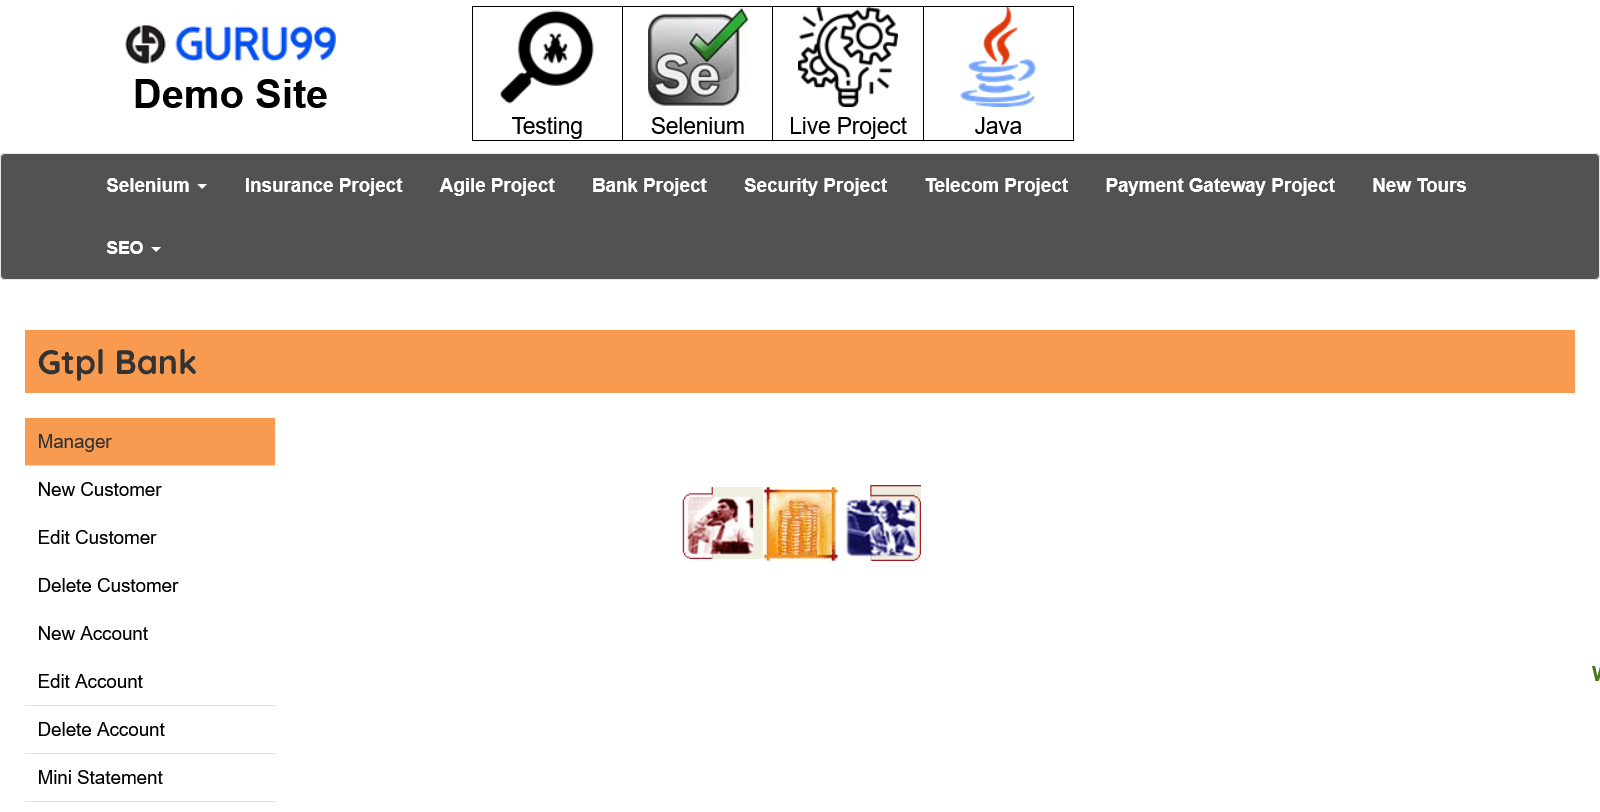 GURU99
Demo Site
Testing
Selenium
Live Project
Java
Selenium
Insurance Project
Agile Project
Bank Project
Security Project
Telecom Project
Payment Gateway Project
New Tours
SEO
Gtpl Bank
Manager
New Customer
Edit Customer
Delete Customer
New Account
Edit Account
Delete Account
Mini Statement